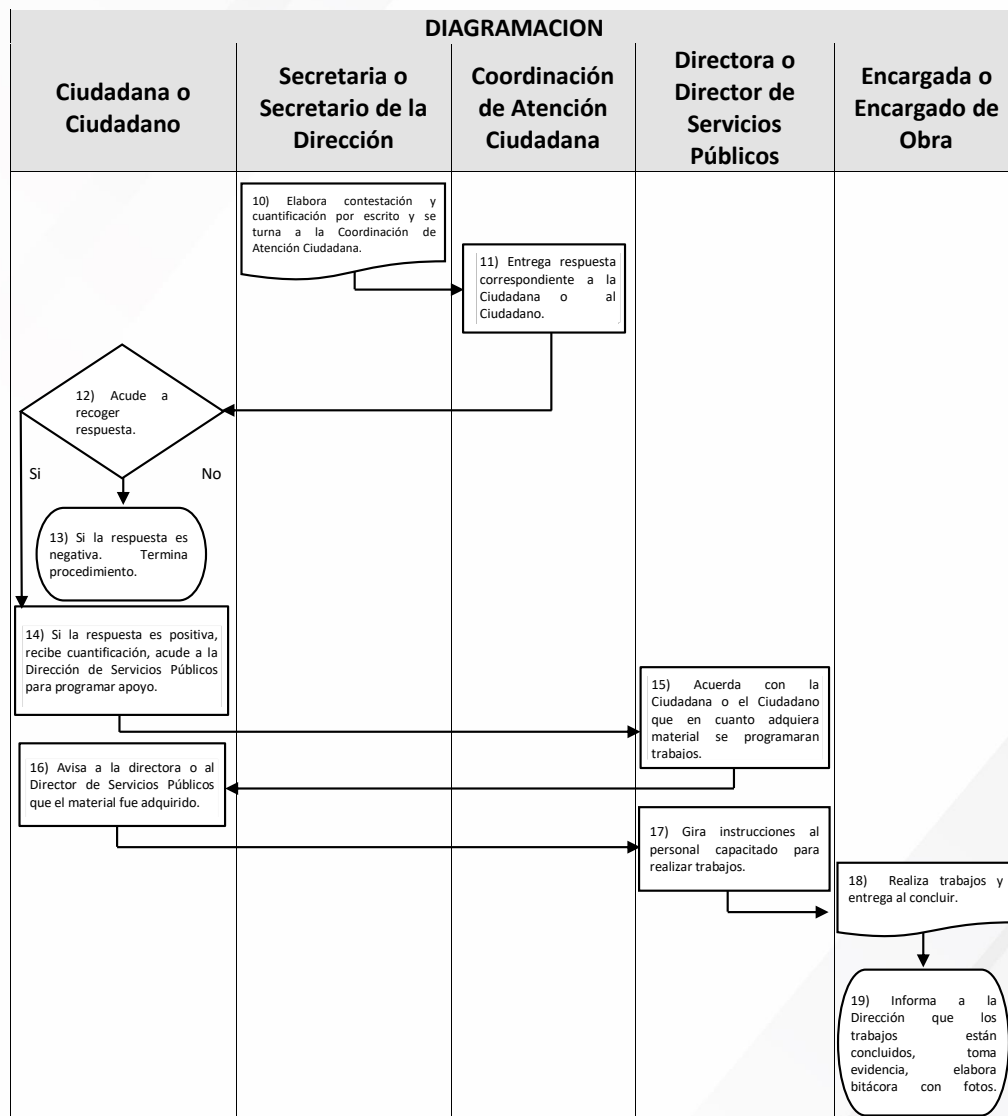 DIAGRAMACION
Ciudadana o
Ciudadano
Secretaria o
Secretario de la
Dirección
Coordinación
de Atención
Ciudadana
Directora o
Director de
Servicios
Públicos
Encargada o
Encargado de
Obra
10) Elabora contestación y
cuantificación por escrito y se
turna a la Coordinación de
Atención Ciudadana.
11) Entrega respuesta
correspondiente a la
Ciudadana o al
Ciudadano.
12) Acude a
recoger
respuesta.
Si
No
13) Si la respuesta es
negativa. Termina
procedimiento.
14) Si la respuesta es positiva,
recibe cuantificación, acude a la
Dirección de Servicios Públicos
para programar apoyo.
15) Acuerda con la
Ciudadana o el Ciudadano
que en cuanto adquiera
material se programaran
trabajos.
16) Avisa a la directora o al
Director de Servicios Públicos
que el material fue adquirido.
17) Gira instrucciones al
personal capacitado para
realizar trabajos.
18) Realiza trabajos y
entrega al concluir.
19) Informa a la
Dirección que los
trabajos están
concluidos, toma
evidencia, elabora
bitácora con fotos.